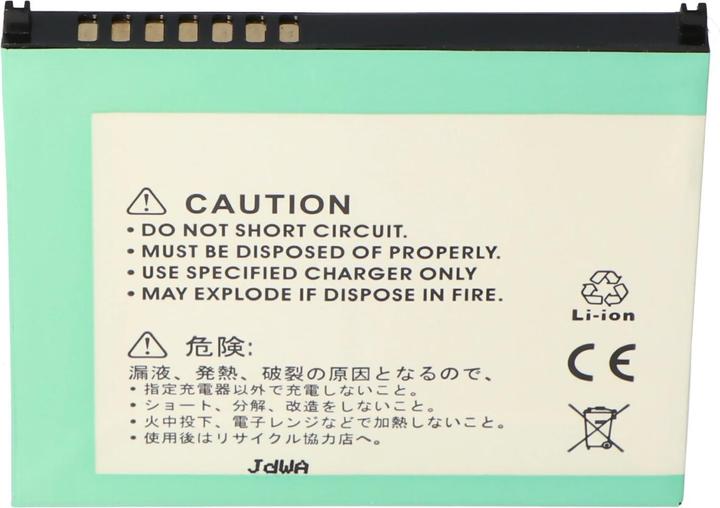 CAUTION
• DO NOT SHORT CIRCUIT.
• MUST BE DISPOSED OF PROPERLY.
• USE SPECIFIED CHARGER ONLY
• MAY EXPLODE IF DISPOSE IN FIRE.
Li-ion
CE
危険:
漏液、発熱、破裂の原因となるので、
• 指定充電器以外で充電しないこと。
• ショート、分解、改造をしないこと。
• 火中投下、電子レンジなどで加熱しないこと。
• 使用後はリサイクル協力店へ。
JdWA